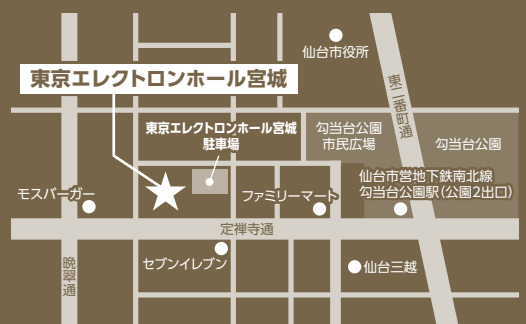 仙台市役所
東二番町通
東京エレクトロンホール宮城
東京エレクトロンホール宮城
駐車場
勾当台公園
市民広場
勾当台公園
仙台市営地下鉄南北線
勾当台公園駅(公園2出口)
モスバーガー
ファミリーマート
定禅寺通
晩翠通
セブンイレブン
仙台三越